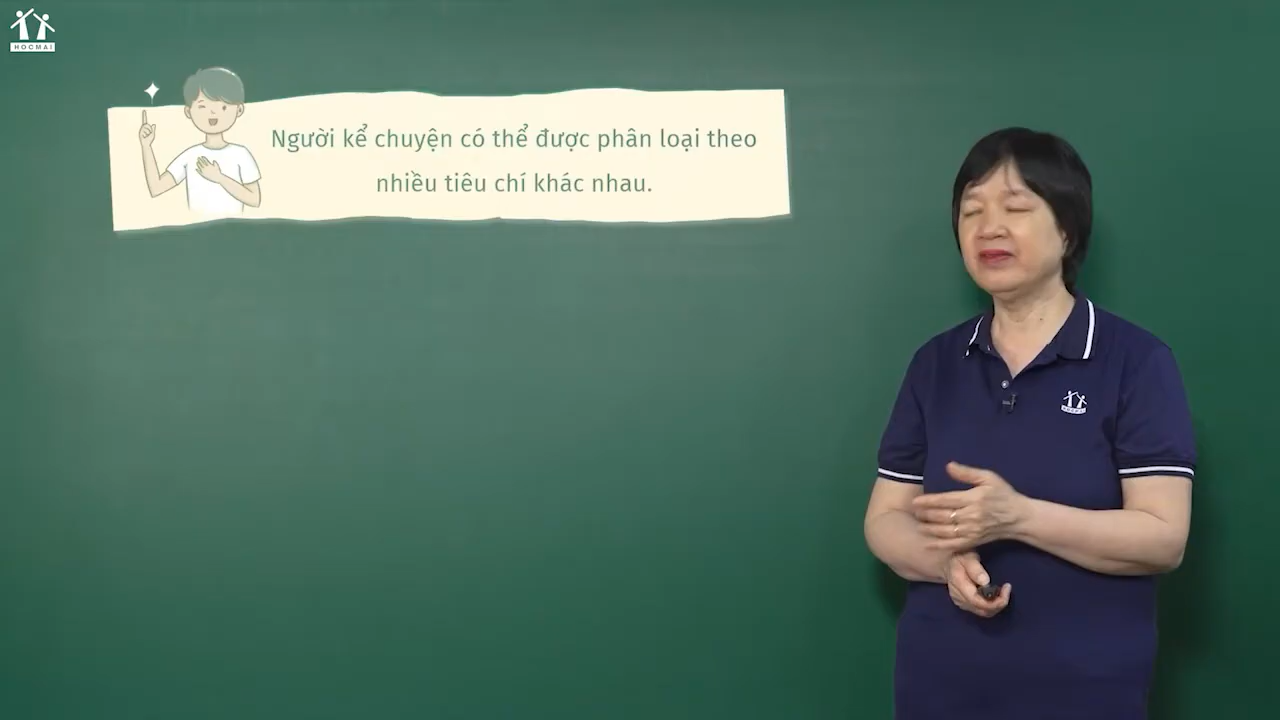 HOCMAI
Người kể chuyện có thể được phân loại theo
nhiều tiêu chí khác nhau.